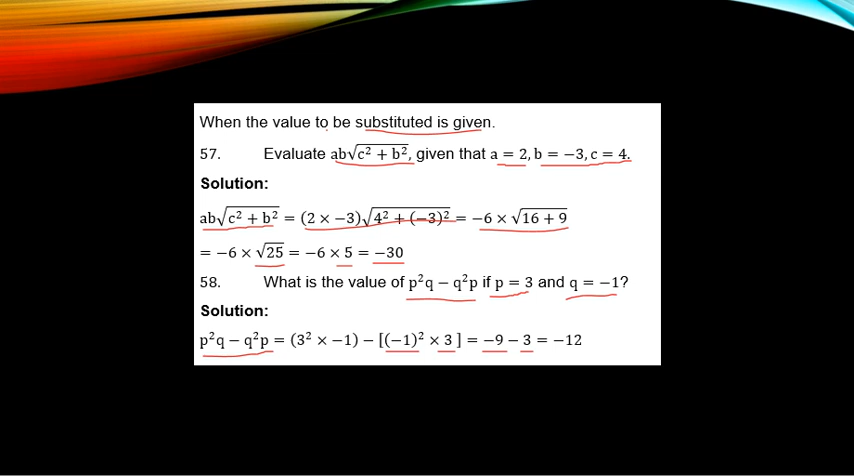 When the value to be substituted is given.
57. Evaluate ab√c² + b², given that a = 2, b = −3, c = 4.
Solution:
ab√c² + b² = (2 × −3)√4² + (−3)² = −6 × √16 + 9
= −6 × √25 = −6 × 5 = −30
58. What is the value of p²q − q²p if p = 3 and q = −1?
Solution:
p²q − q²p = (3² × −1) − [(−1)² × 3 ] = −9 − 3 = −12